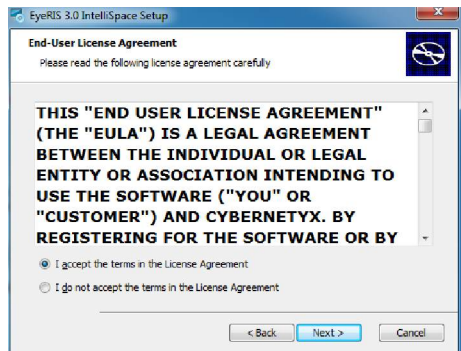 EyeRIS 3.0 IntelliSpace Setup
End-User License Agreement
Please read the following license agreement carefully
THIS "END USER LICENSE AGREEMENT"
(THE "EULA") IS A LEGAL AGREEMENT
BETWEEN THE INDIVIDUAL OR LEGAL
ENTITY OR ASSOCIATION INTENDING TO
USE THE SOFTWARE ("YOU" OR
"CUSTOMER") AND CYBERNETYX. BY
REGISTERING FOR THE SOFTWARE OR BY
I accept the terms in the License Agreement
I do not accept the terms in the License Agreement
< Back Next > Cancel